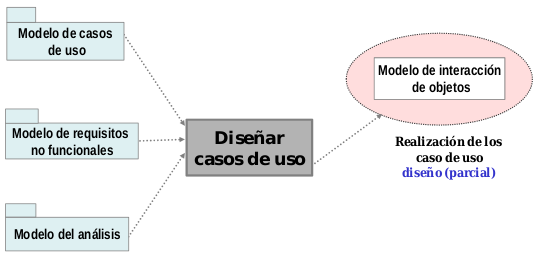 Modelo de casos
de uso
Modelo de requisitos
no funcionales
Modelo del análisis
Diseñar
casos de uso
Modelo de interacción
de objetos
Realización de los
caso de uso
diseño (parcial)